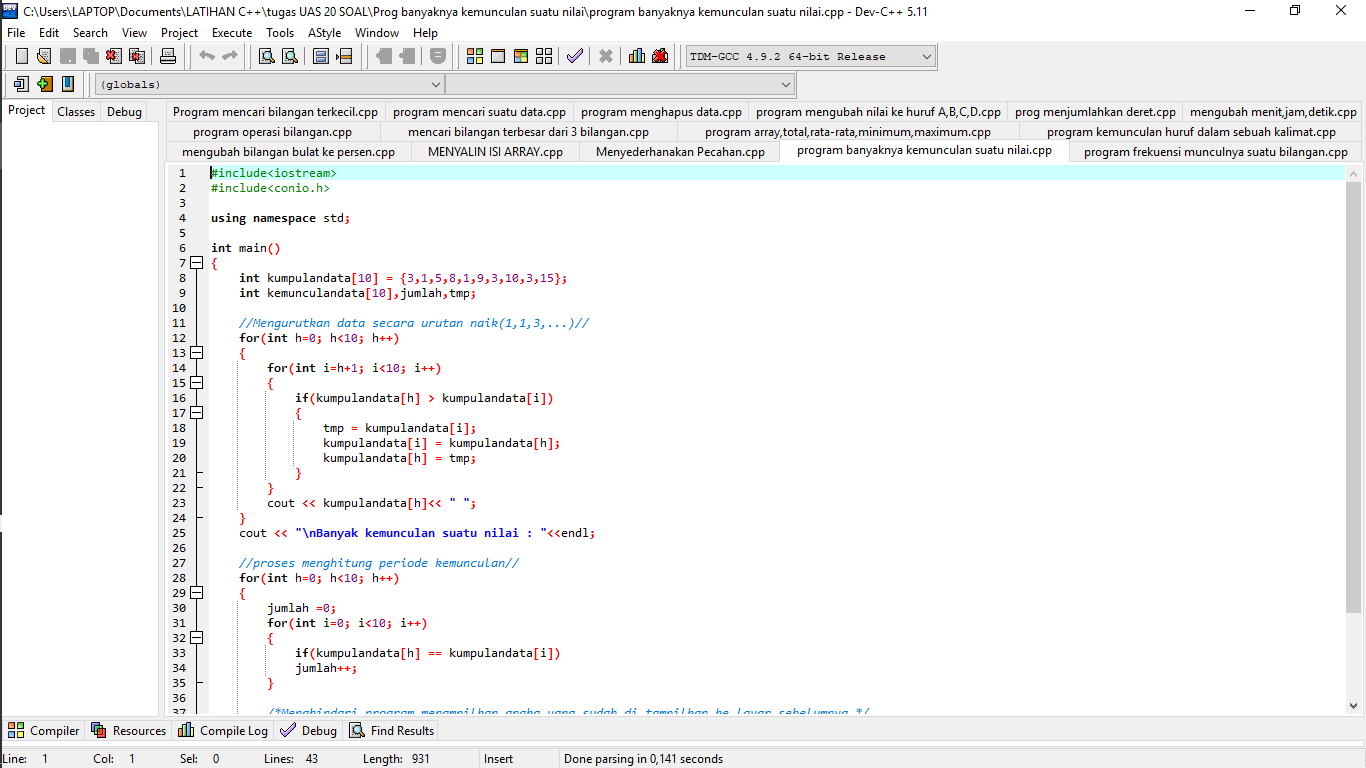 C:\Users\LAPTOP\Documents\LATIHAN C++\tugas UAS 20 SOAL\Prog banyaknya kemunculan suatu nilai\program banyaknya kemunculan suatu nilai.cpp - Dev-C++ 5.11
File Edit Search View Project Execute Tools AStyle Window Help
TDM-GCC 4.9.2 64-bit Release
(globals)
Project Classes Debug
Program mencari bilangan terkecil.cpp program mencari suatu data.cpp program menghapus data.cpp program mengubah nilai ke huruf A,B,C,D.cpp prog menjumlahkan deret.cpp mengubah menit,jam,detik.cpp
program operasi bilangan.cpp mencari bilangan terbesar dari 3 bilangan.cpp program array,total,rata-rata,minimum,maximum.cpp program kemunculan huruf dalam sebuah kalimat.cpp
mengubah bilangan bulat ke persen.cpp MENYALIN ISI ARRAY.cpp Menyederhanakan Pecahan.cpp program banyaknya kemunculan suatu nilai.cpp program frekuensi munculnya suatu bilangan.cpp
1 #include<iostream>
2 #include<conio.h>
3
4 using namespace std;
5
6 int main()
7 {
8 int kumpulandata[10] = {3,1,5,8,1,9,3,10,3,15};
9 int kemunculandata[10],jumlah,tmp;
10
11 //Mengurutkan data secara urutan naik(1,1,3,...)//
12 for(int h=0; h<10; h++)
13 {
14 for(int i=h+1; i<10; i++)
15 {
16 if(kumpulandata[h] > kumpulandata[i])
17 {
18 tmp = kumpulandata[i];
19 kumpulandata[i] = kumpulandata[h];
20 kumpulandata[h] = tmp;
21 }
22 }
23 cout << kumpulandata[h]<< " ";
24 }
25 cout << "\nBanyak kemunculan suatu nilai : "<<endl;
26
27 //proses menghitung periode kemunculan//
28 for(int h=0; h<10; h++)
29 {
30 jumlah =0;
31 for(int i=0; i<10; i++)
32 {
33 if(kumpulandata[h] == kumpulandata[i])
34 jumlah++;
35 }
36
37 /*Menghindari program menampilkan angka yang sudah di tampilkan ke layar sebelumnya */
Compiler Resources Compile Log Debug Find Results
Line: 1 Col: 1 Sel: 0 Lines: 43 Length: 931 Insert Done parsing in 0,141 seconds